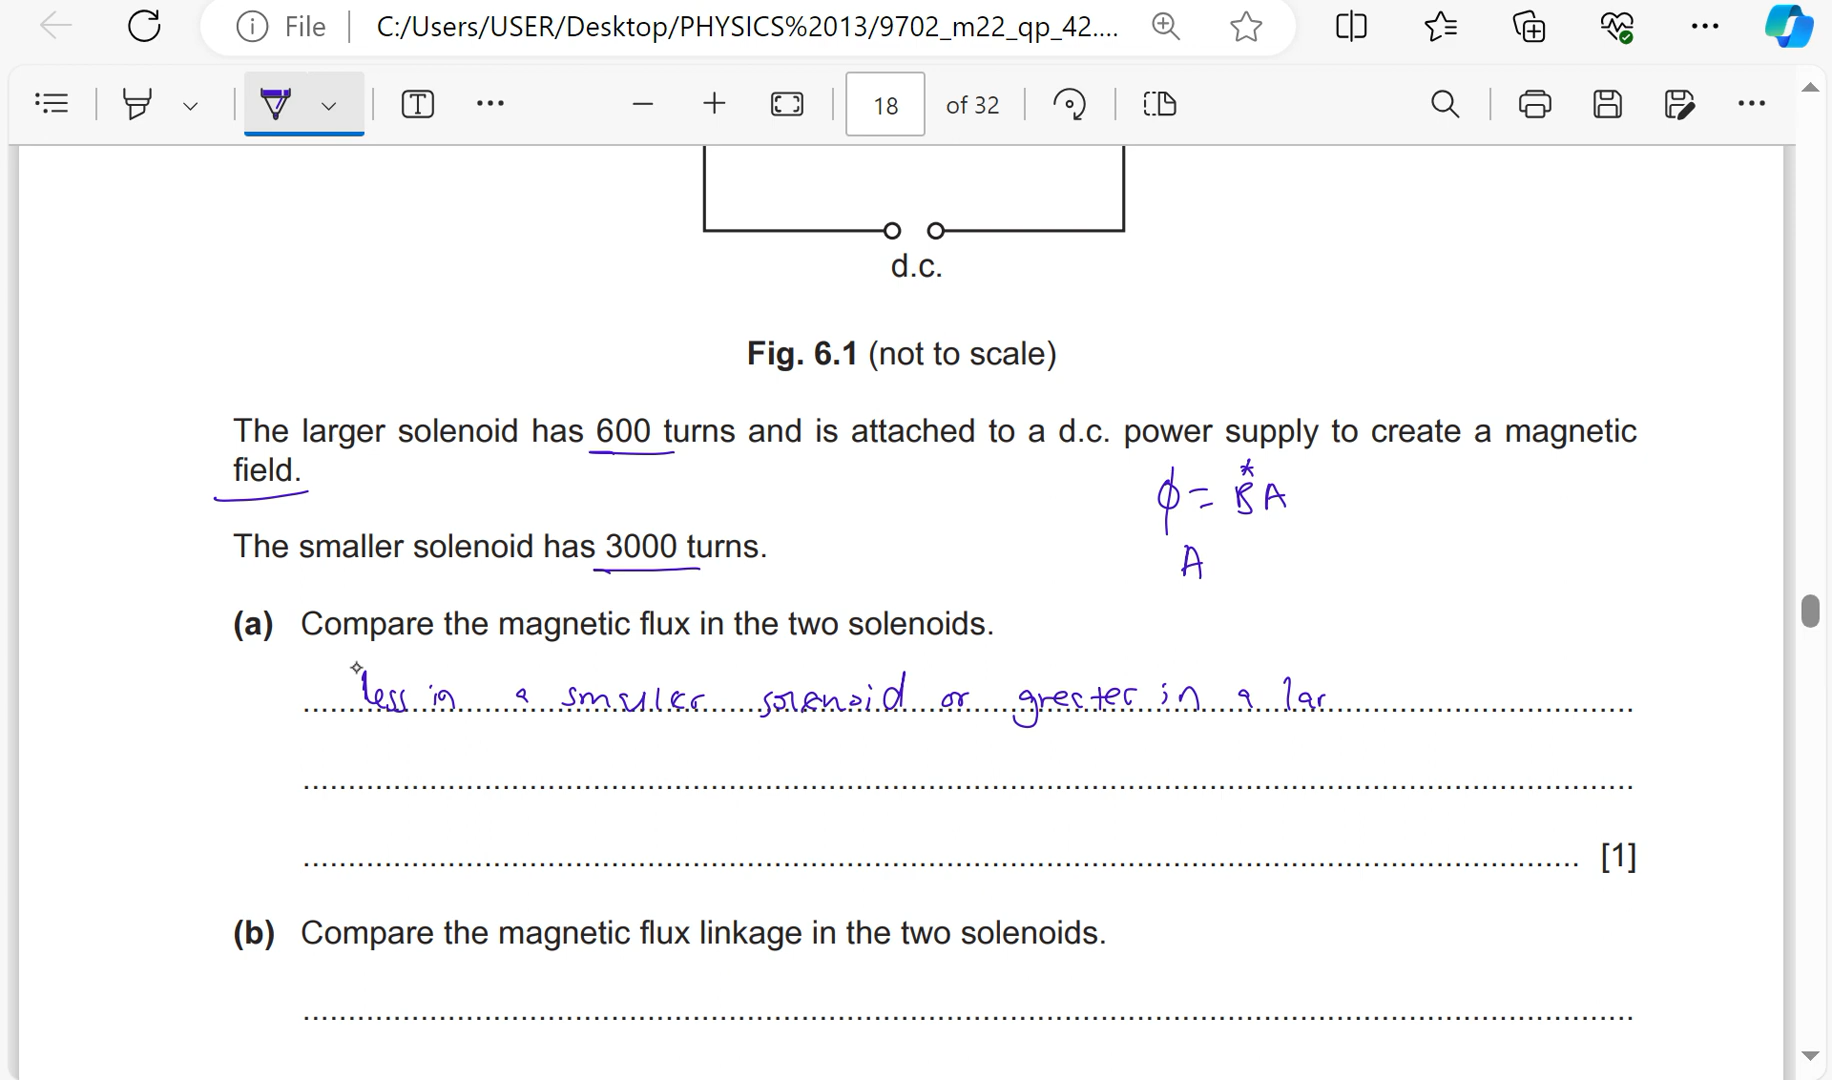 File C:/Users/USER/Desktop/PHYSICS%2013/9702_m22_qp_42....
18 of 32
d.c.
Fig. 6.1 (not to scale)
The larger solenoid has 600 turns and is attached to a d.c. power supply to create a magnetic
field.
ϕ = B* A
The smaller solenoid has 3000 turns.
A
(a) Compare the magnetic flux in the two solenoids.
less in a smaller solenoid or greater in a lar
[1]
(b) Compare the magnetic flux linkage in the two solenoids.